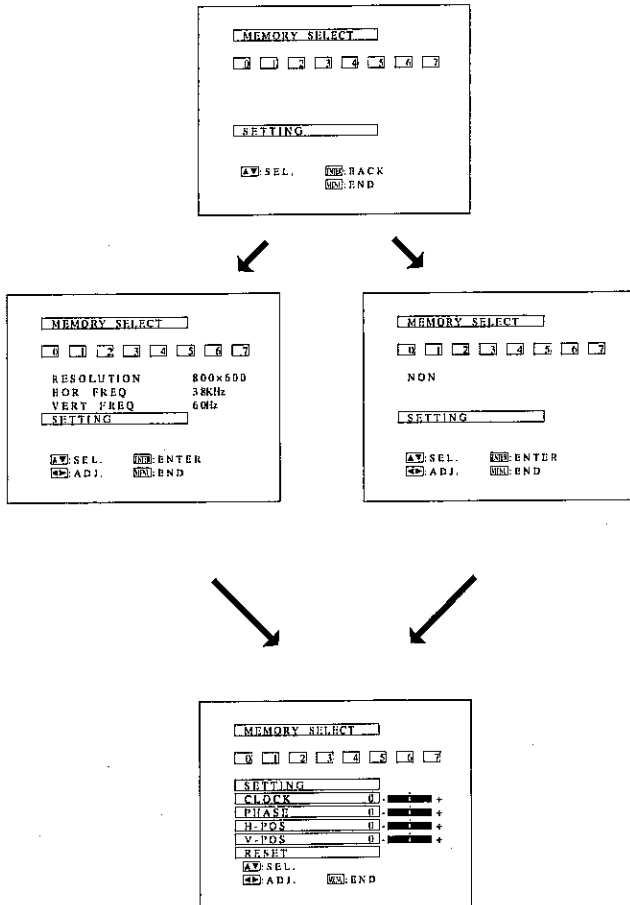 MEMORY SELECT
0 1 2 3 4 5 6 7
SETTING
▲▼:SEL. ENTER:BACK
MENU:END
MEMORY SELECT
0 1 2 3 4 5 6 7
RESOLUTION 800×600
HOR FREQ 38KHz
VERT FREQ 60Hz
SETTING
▲▼:SEL. ENTER:ENTER
◀▶:ADJ. MENU:END
MEMORY SELECT
0 1 2 3 4 5 6 7
NON
SETTING
▲▼:SEL. ENTER:ENTER
◀▶:ADJ. MENU:END
MEMORY SELECT
0 1 2 3 4 5 6 7
SETTING
CLOCK 0 - +
PHASE 0 - +
H-POS 0 - +
V-POS 0 - +
RESET
▲▼:SEL.
◀▶:ADJ. MENU:END